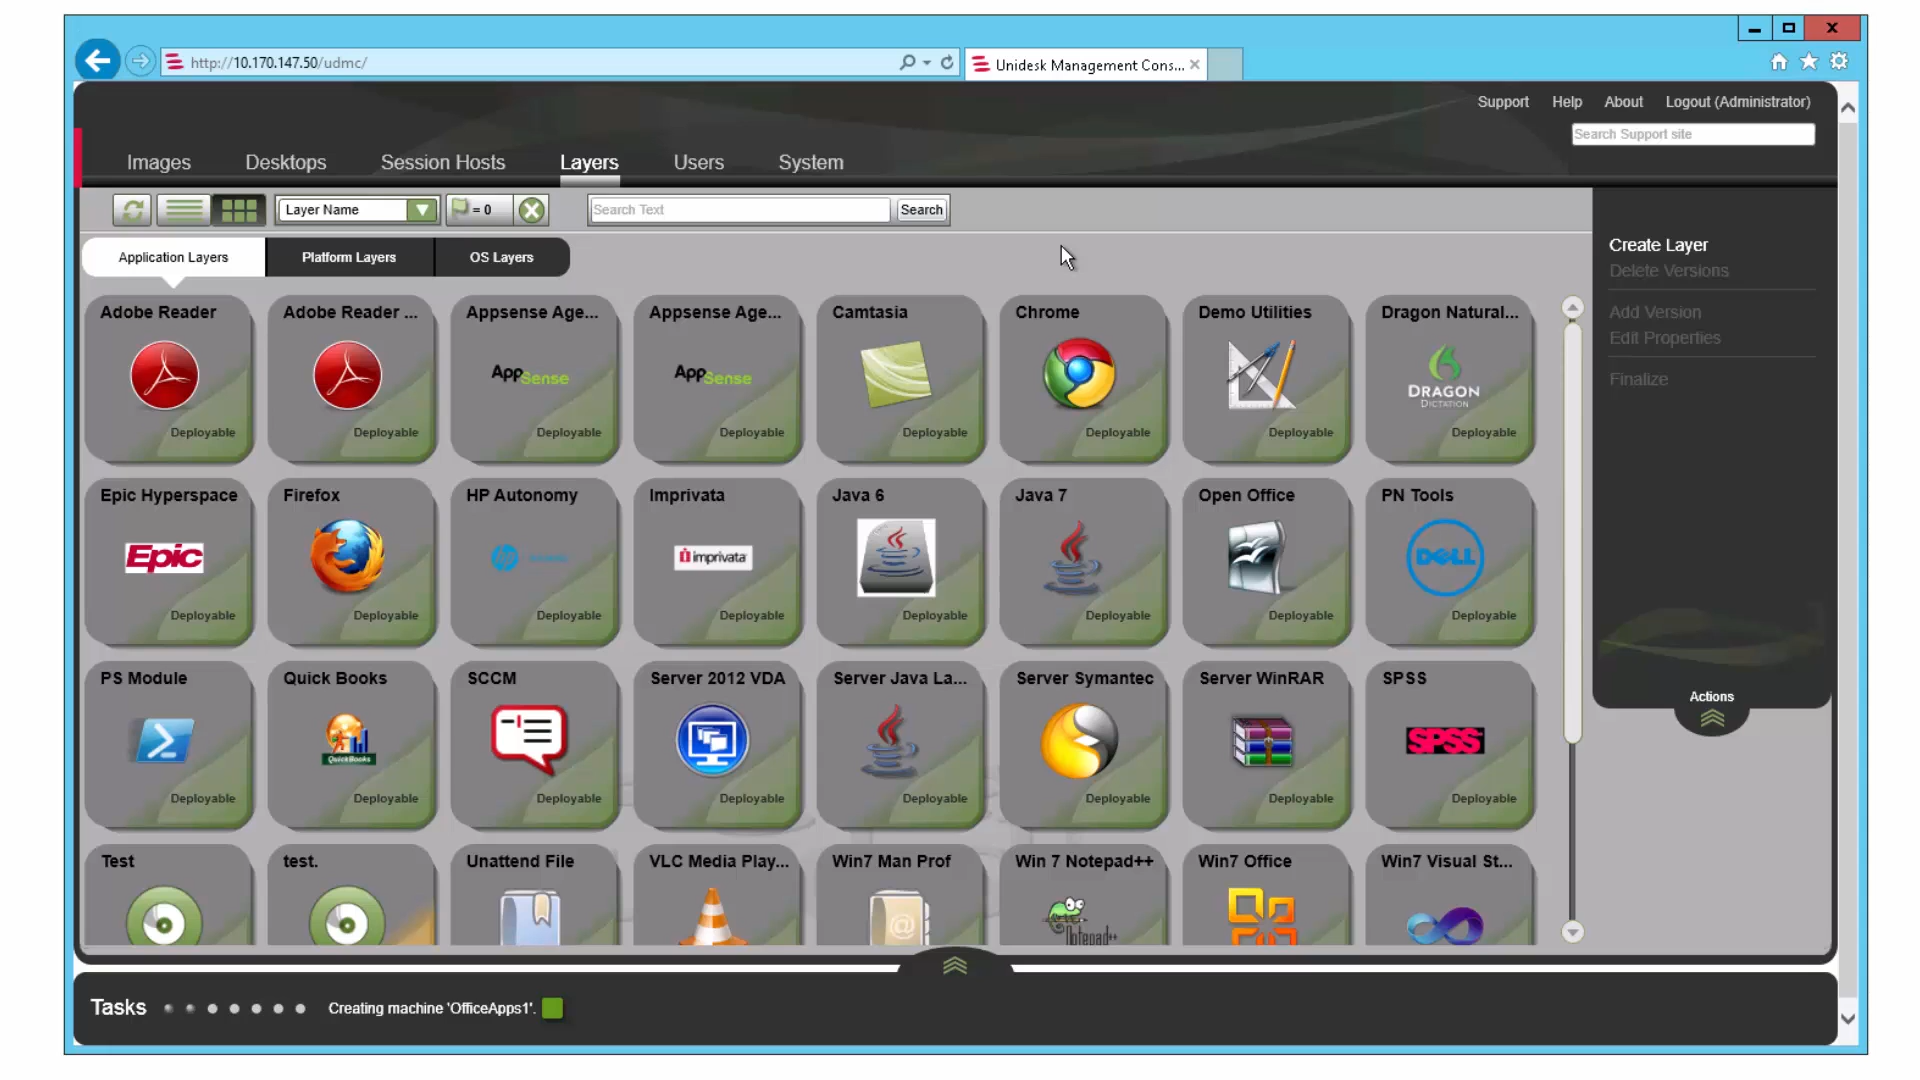 http://10.170.147.50/udmc/
Unidesk Management Cons...
Support Help About Logout (Administrator)
Search Support site
Images Desktops Session Hosts Layers Users System
Layer Name
= 0
Search Text
Search
Application Layers Platform Layers OS Layers
Create Layer
Delete Versions
Add Version
Edit Properties
Finalize
Actions
Adobe Reader Adobe Reader ... Appsense Age... Appsense Age... Camtasia Chrome Demo Utilities Dragon Natural...
AppSense AppSense DRAGON
DICTATION
Deployable Deployable Deployable Deployable Deployable Deployable Deployable Deployable
Epic Hyperspace Firefox HP Autonomy Imprivata Java 6 Java 7 Open Office PN Tools
Epic hp imprivata DELL
Deployable Deployable Deployable Deployable Deployable Deployable Deployable Deployable
PS Module Quick Books SCCM Server 2012 VDA Server Java La... Server Symantec Server WinRAR SPSS
QuickBooks SPSS
Deployable Deployable Deployable Deployable Deployable Deployable Deployable Deployable
Test test. Unattend File VLC Media Play... Win7 Man Prof Win 7 Notepad++ Win7 Office Win7 Visual St...
Notepad++
Tasks Creating machine 'OfficeApps1'.